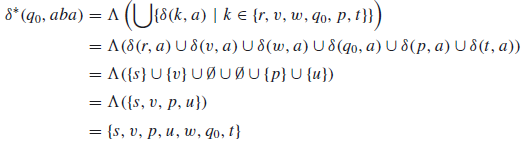 δ*(q₀, aba) = Λ (⋃{δ(k, a) | k ∈ {r, v, w, q₀, p, t}})
= Λ(δ(r, a) ∪ δ(v, a) ∪ δ(w, a) ∪ δ(q₀, a) ∪ δ(p, a) ∪ δ(t, a))
= Λ({s} ∪ {v} ∪ Ø ∪ Ø ∪ {p} ∪ {u})
= Λ({s, v, p, u})
= {s, v, p, u, w, q₀, t}